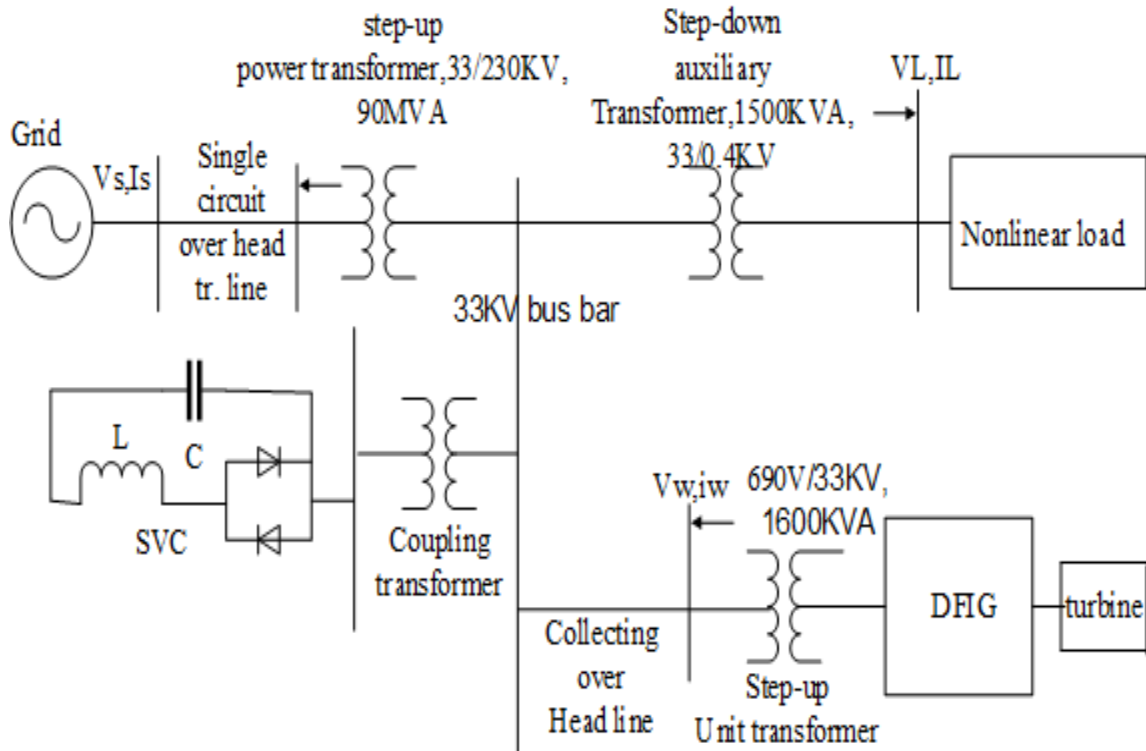 step-up
power transformer,33/230KV,
90MVA
Step-down
auxiliary
Transformer,1500KVA,
33/0.4KV
VL,IL
Grid
Vs,Is
Single
circuit
over head
tr. line
Nonlinear load
33KV bus bar
L
C
SVC
Coupling
transformer
Vw,iw
690V/33KV,
1600KVA
DFIG
turbine
Collecting
over
Head line
Step-up
Unit transformer